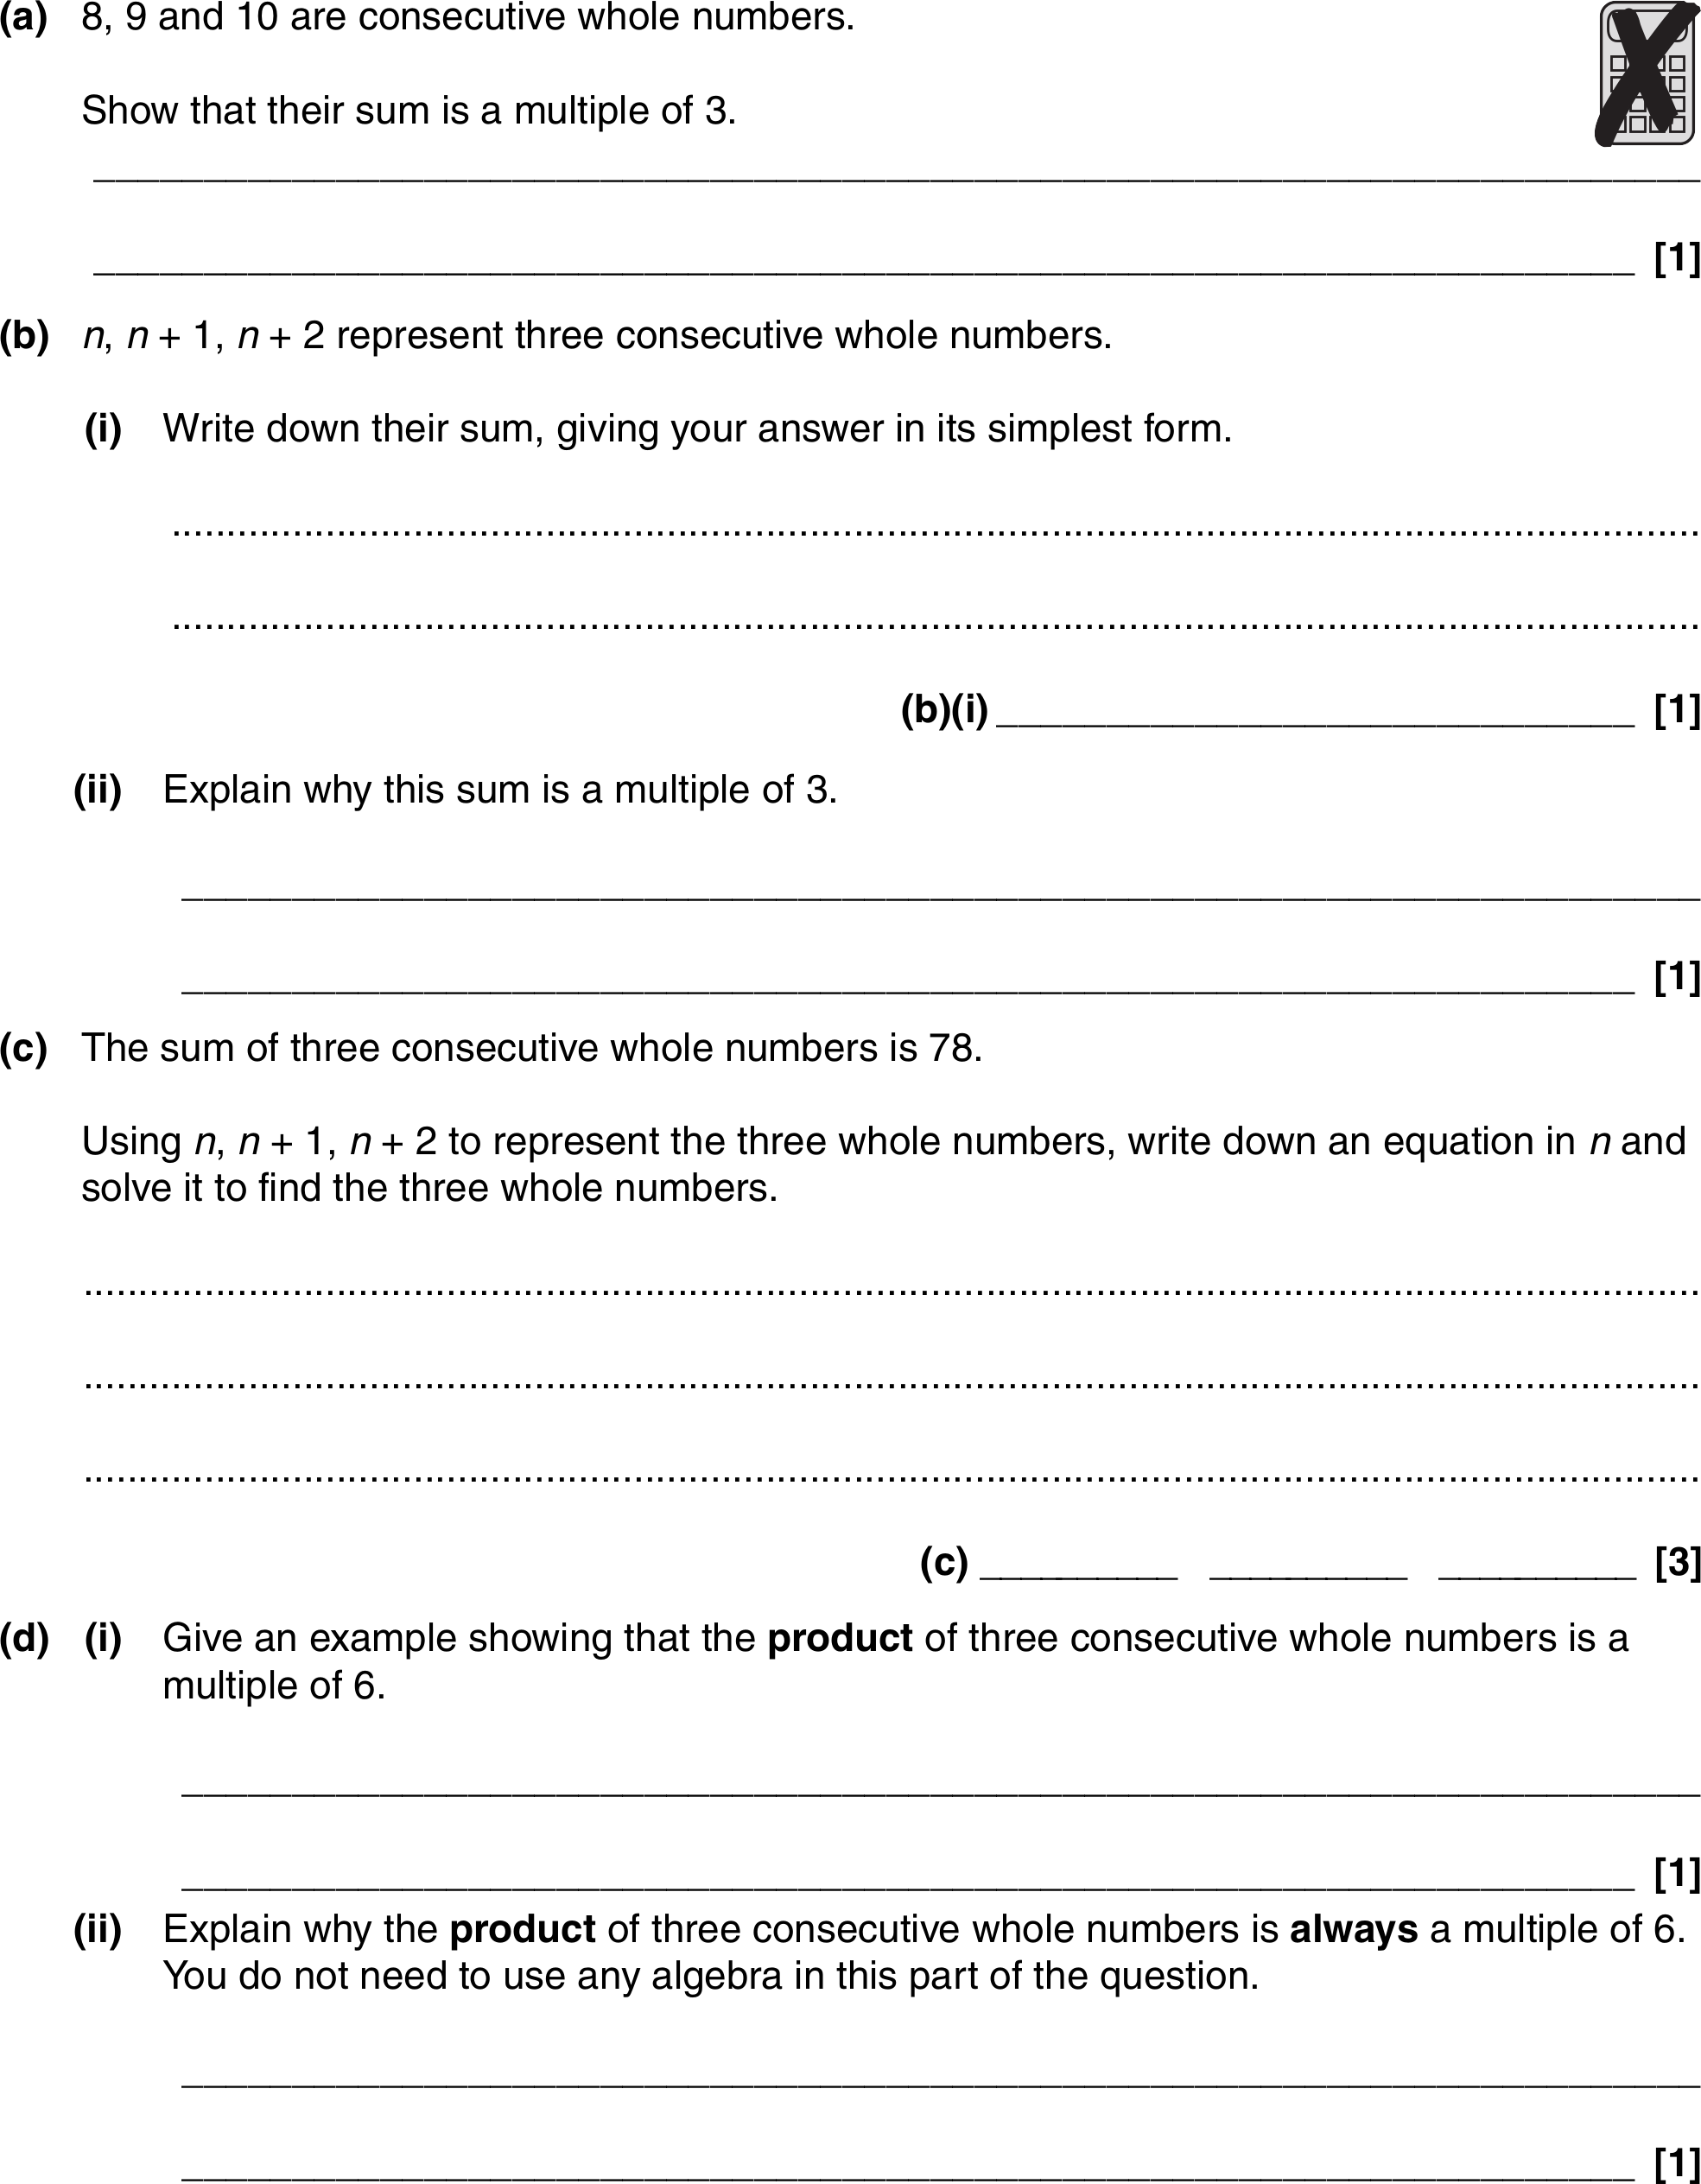 (a) 8, 9 and 10 are consecutive whole numbers.
Show that their sum is a multiple of 3.
[1]
(b) n, n + 1, n + 2 represent three consecutive whole numbers.
(i) Write down their sum, giving your answer in its simplest form.
(b)(i) [1]
(ii) Explain why this sum is a multiple of 3.
[1]
(c) The sum of three consecutive whole numbers is 78.
Using n, n + 1, n + 2 to represent the three whole numbers, write down an equation in n and
solve it to find the three whole numbers.
(c) [3]
(d) (i) Give an example showing that the product of three consecutive whole numbers is a
multiple of 6.
[1]
(ii) Explain why the product of three consecutive whole numbers is always a multiple of 6.
You do not need to use any algebra in this part of the question.
[1]